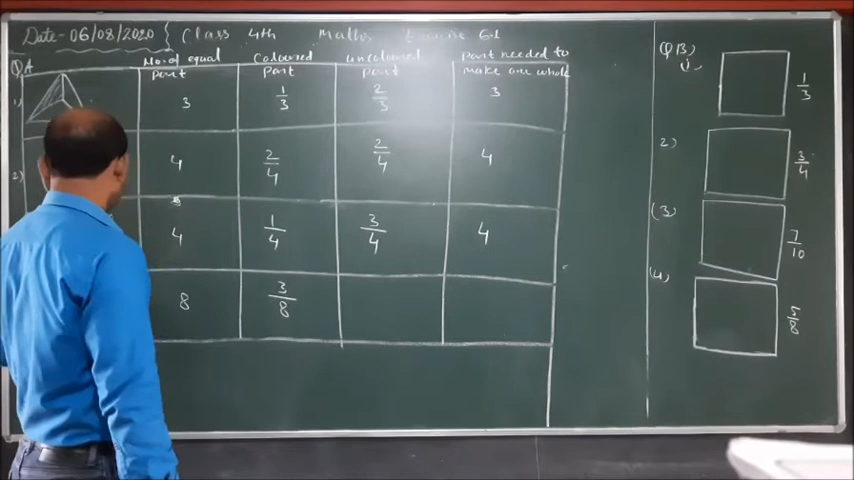 Date- 06/08/2020 Class 4th Maths Exercise 6.1
Q A No. of equal part Coloured part uncoloured part Part needed to make one whole
1) 3 1/3 2/3 3
2) 4 2/4 2/4 4
4 1/4 3/4 4
8 3/8
Q B)
i) 1/3
2) 3/4
(3) 7/10
(4) 5/8